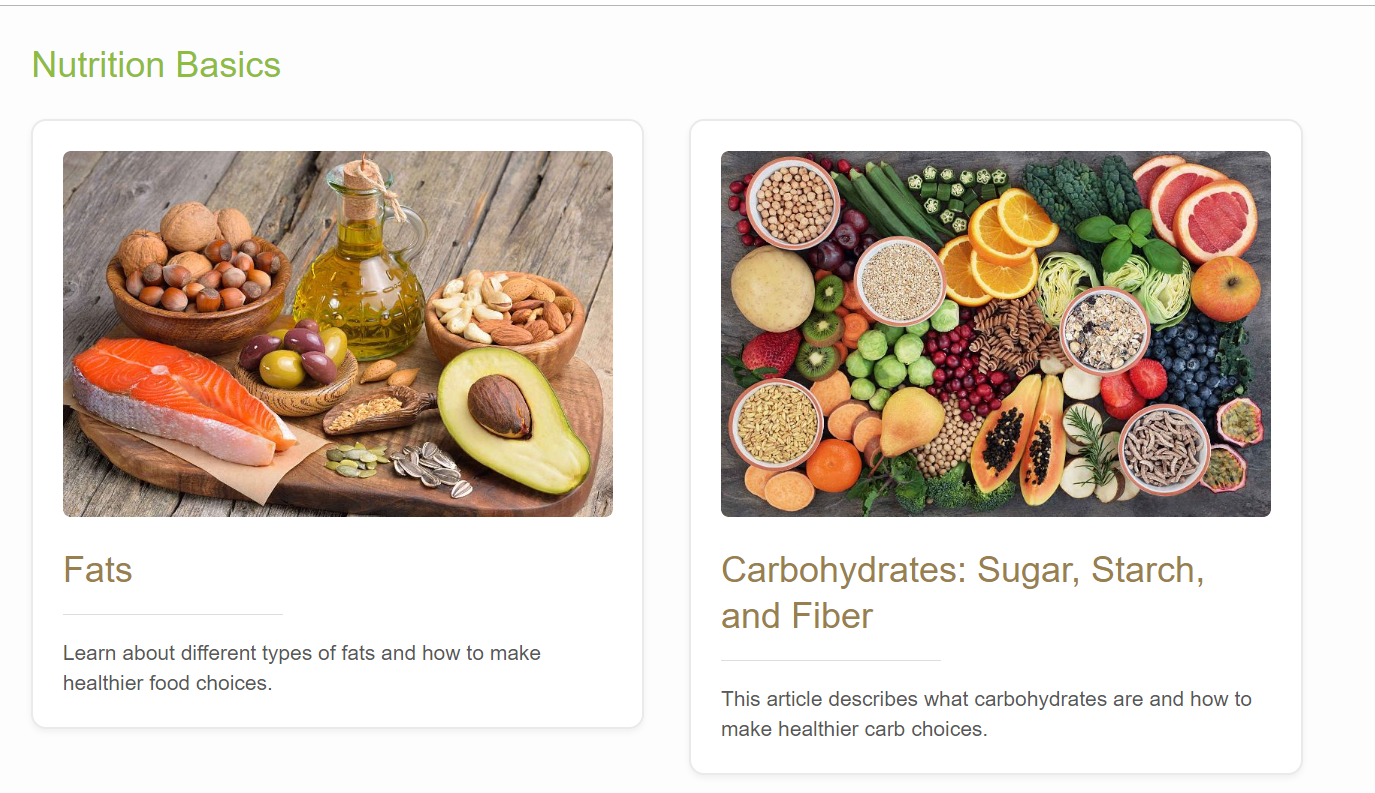 Nutrition Basics
Fats
Learn about different types of fats and how to make
healthier food choices.
Carbohydrates: Sugar, Starch,
and Fiber
This article describes what carbohydrates are and how to
make healthier carb choices.